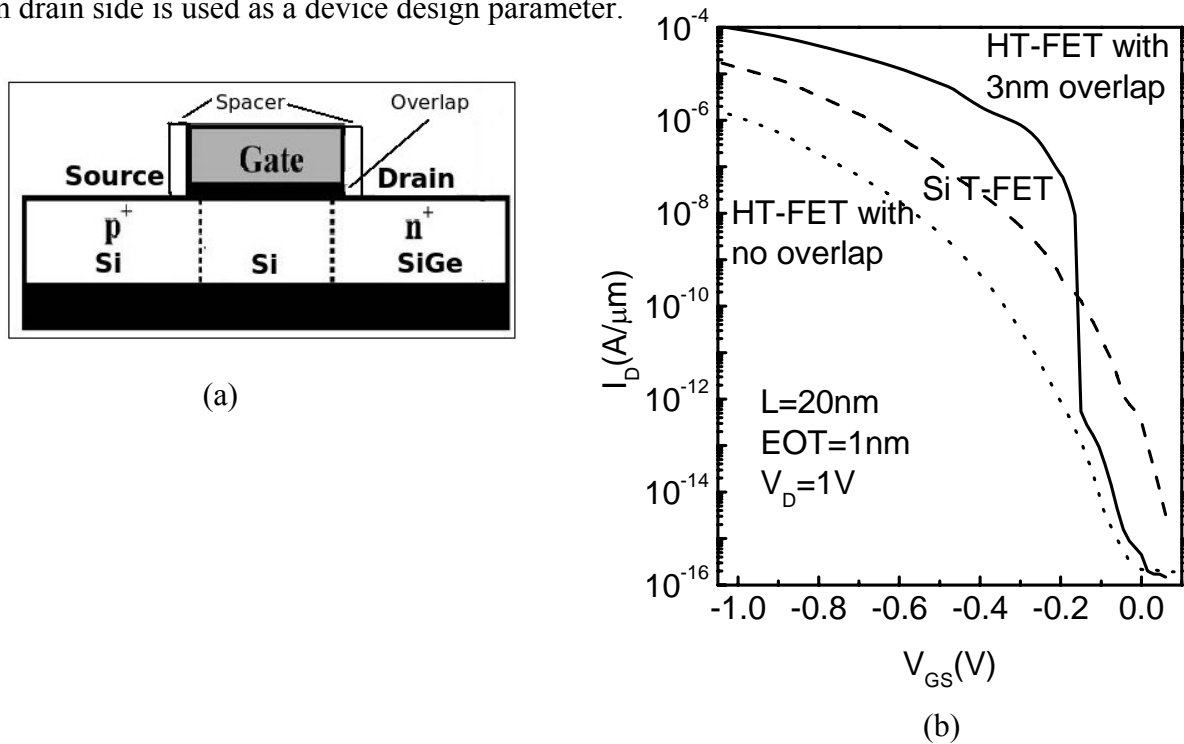 n drain side is used as a device design parameter.
Spacer
Overlap
Gate
Source
Drain
p+
n+
Si
Si
SiGe
(a)
10-4
10-6
10-8
10-10
10-12
10-14
10-16
ID(A/μm)
HT-FET with
3nm overlap
Si T-FET
HT-FET with
no overlap
L=20nm
EOT=1nm
VD=1V
-1.0 -0.8 -0.6 -0.4 -0.2 0.0
VGS(V)
(b)